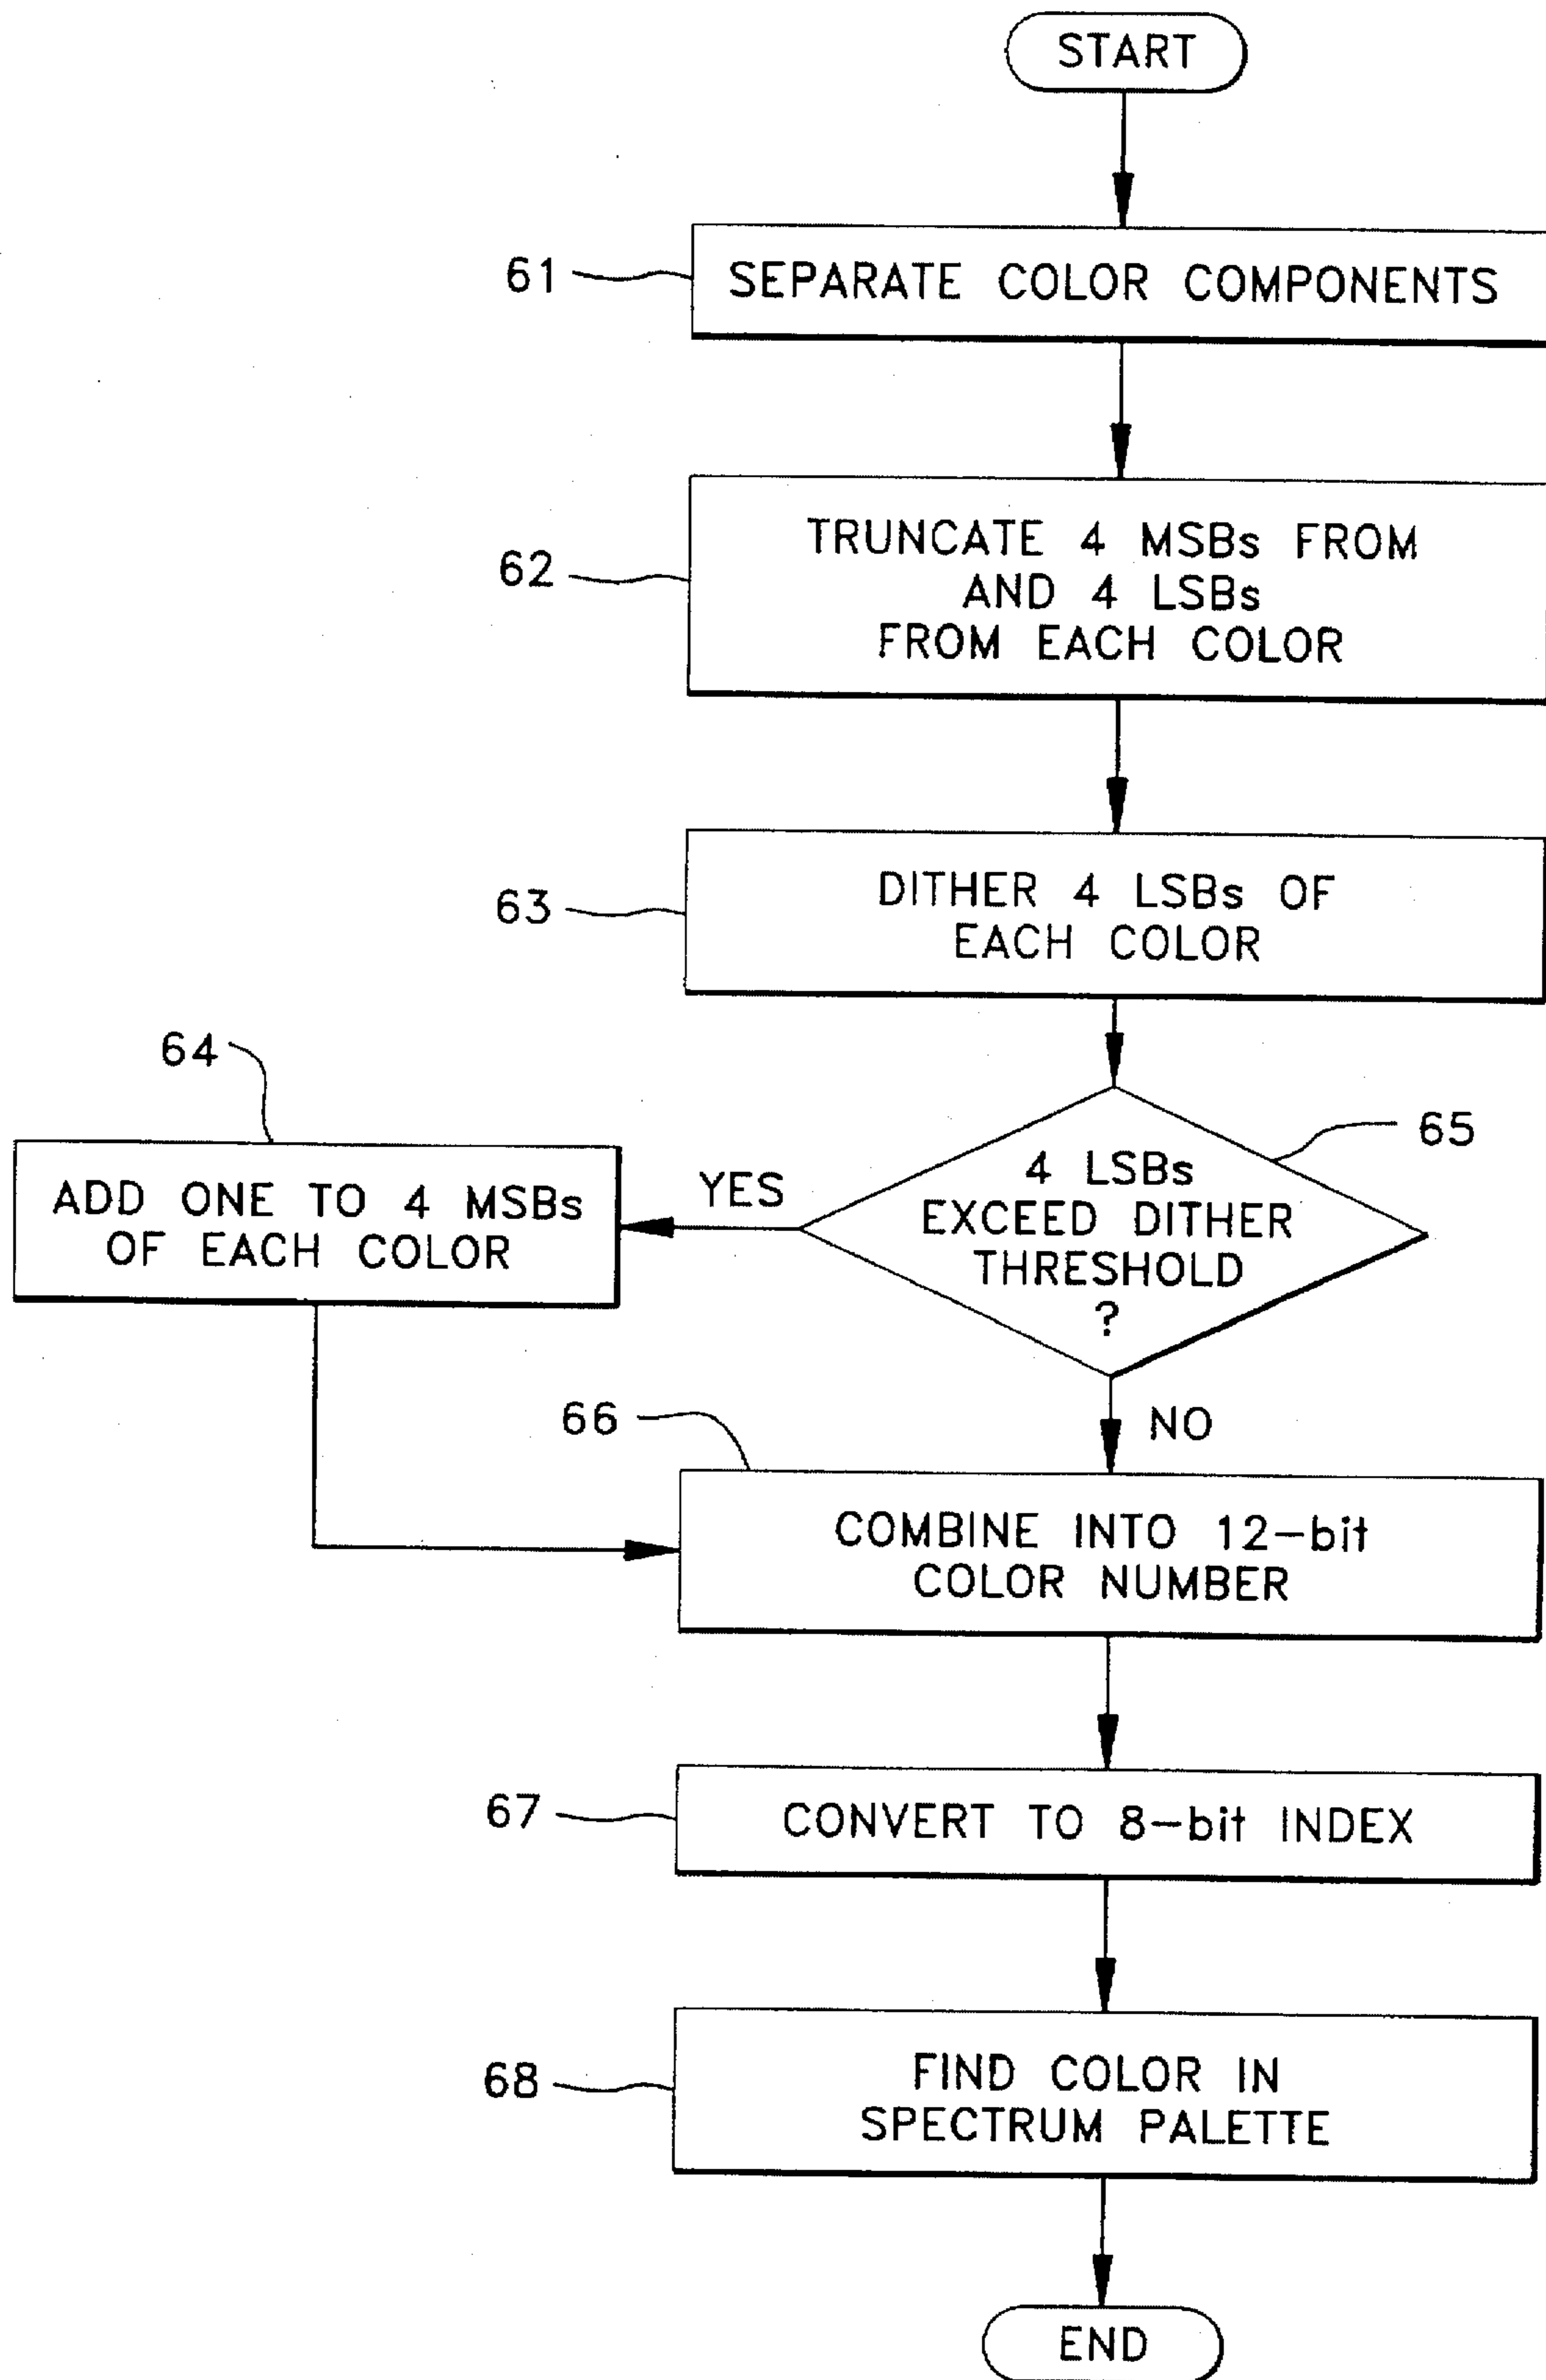 START
61
SEPARATE COLOR COMPONENTS
62
TRUNCATE 4 MSBs FROM
AND 4 LSBs
FROM EACH COLOR
63
DITHER 4 LSBs OF
EACH COLOR
64
ADD ONE TO 4 MSBs
OF EACH COLOR
YES
65
4 LSBs
EXCEED DITHER
THRESHOLD
?
NO
66
COMBINE INTO 12-bit
COLOR NUMBER
67
CONVERT TO 8-bit INDEX
68
FIND COLOR IN
SPECTRUM PALETTE
END